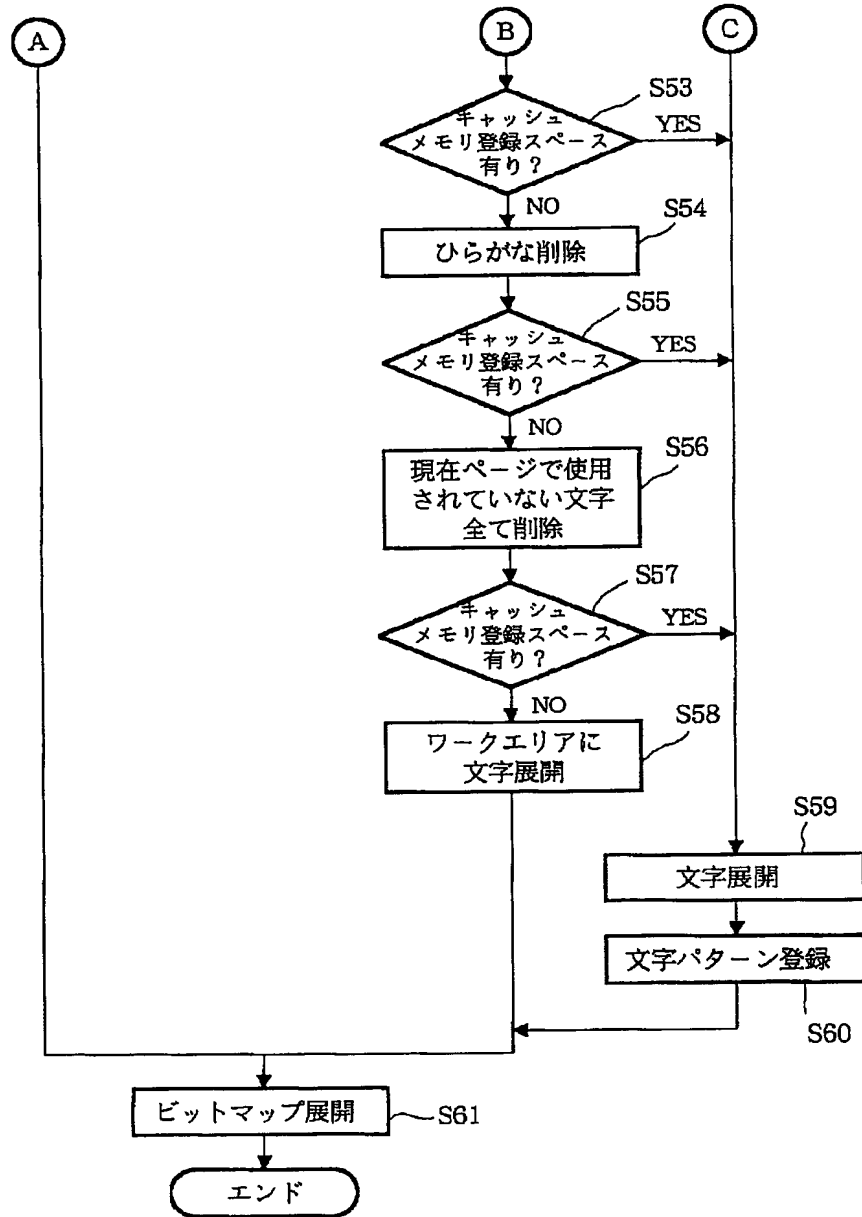 A
B
C
S53
キャッシュ
メモリ登録スペース
有り?
YES
NO
S54
ひらがな削除
S55
キャッシュ
メモリ登録スペース
有り?
YES
NO
S56
現在ページで使用
されていない文字
全て削除
S57
キャッシュ
メモリ登録スペース
有り?
YES
NO
S58
ワークエリアに
文字展開
S59
文字展開
文字パターン登録
S60
ビットマップ展開
S61
エンド